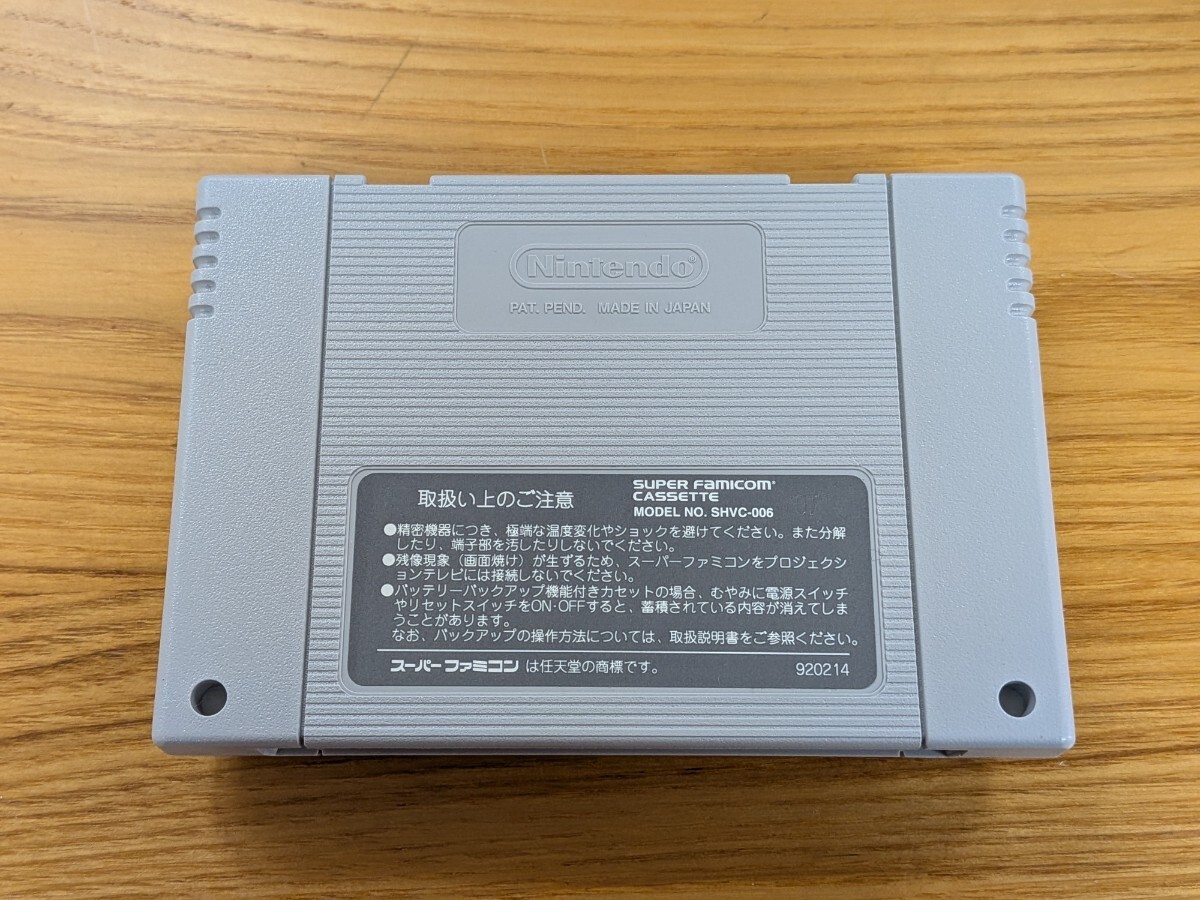 Nintendo®
PAT. PEND. MADE IN JAPAN
取扱い上のご注意
SUPER FAMICOM®
CASSETTE
MODEL NO. SHVC-006
●精密機器につき、極端な温度変化やショックを避けてください。また分解
したり、端子部を汚したりしないでください。
●残像現象（画面焼け）が生ずるため、スーパーファミコンをプロジェクシ
ョンテレビには接続しないでください。
●バッテリーバックアップ機能付きカセットの場合、むやみに電源スイッチ
やリセットスイッチをON·OFFすると、蓄積されている内容が消えてしま
うことがあります。
なお、バックアップの操作方法については、取扱説明書をご参照ください。
スーパーファミコン は任天堂の商標です。
920214